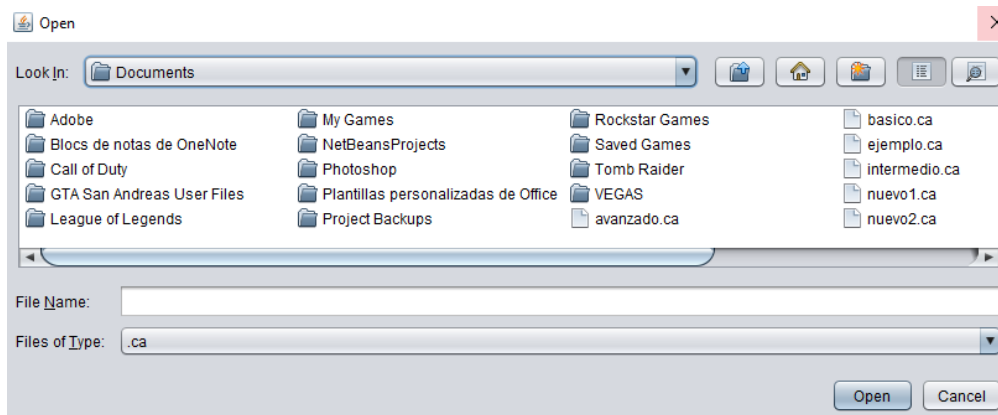 Open
Look In: Documents
Adobe
Blocs de notas de OneNote
Call of Duty
GTA San Andreas User Files
League of Legends
My Games
NetBeansProjects
Photoshop
Plantillas personalizadas de Office
Project Backups
Rockstar Games
Saved Games
Tomb Raider
VEGAS
avanzado.ca
basico.ca
ejemplo.ca
intermedio.ca
nuevo1.ca
nuevo2.ca
File Name:
Files of Type: .ca
Open Cancel